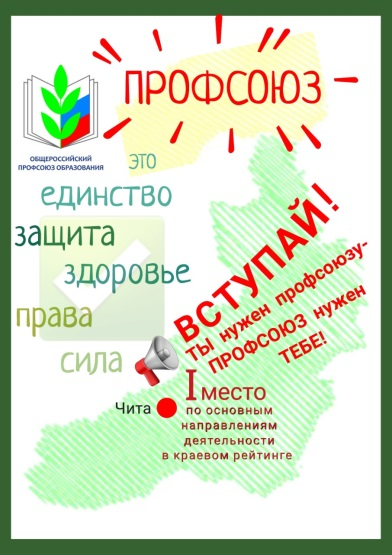 ПРОФСОЮЗ
ОБЩЕРОССИЙСКИЙ
ПРОФСОЮЗ ОБРАЗОВАНИЯ
это
единство
защита
здоровье
права
сила
ВСТУПАЙ!
ТЫ нужен профсоюзу-
ПРОФСОЮЗ нужен
ТЕБЕ!
Чита
I место
по основным
направлениям
деятельности
в краевом рейтинге